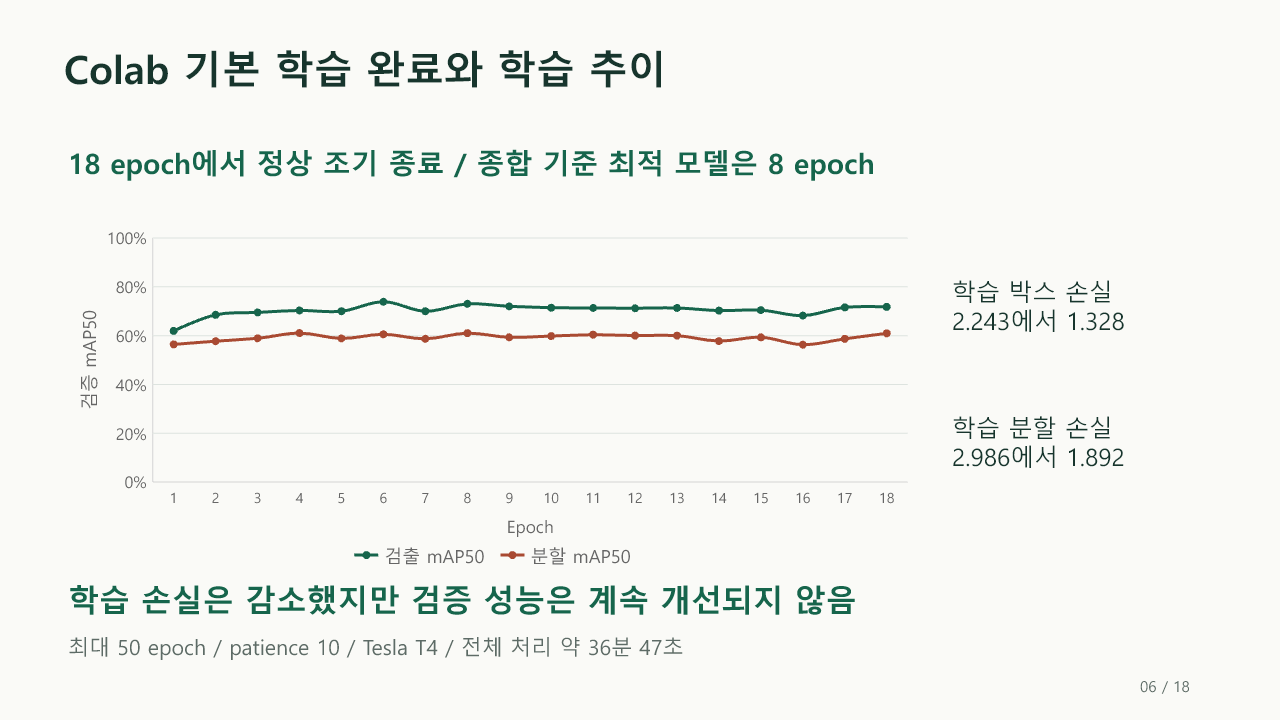 Colab 기본 학습 완료와 학습 추이
18 epoch에서 정상 조기 종료 / 종합 기준 최적 모델은 8 epoch
검증 mAP50
100%
80%
60%
40%
20%
0%
1 2 3 4 5 6 7 8 9 10 11 12 13 14 15 16 17 18
Epoch
검출 mAP50 분할 mAP50
학습 박스 손실
2.243에서 1.328
학습 분할 손실
2.986에서 1.892
학습 손실은 감소했지만 검증 성능은 계속 개선되지 않음
최대 50 epoch / patience 10 / Tesla T4 / 전체 처리 약 36분 47초
06 / 18